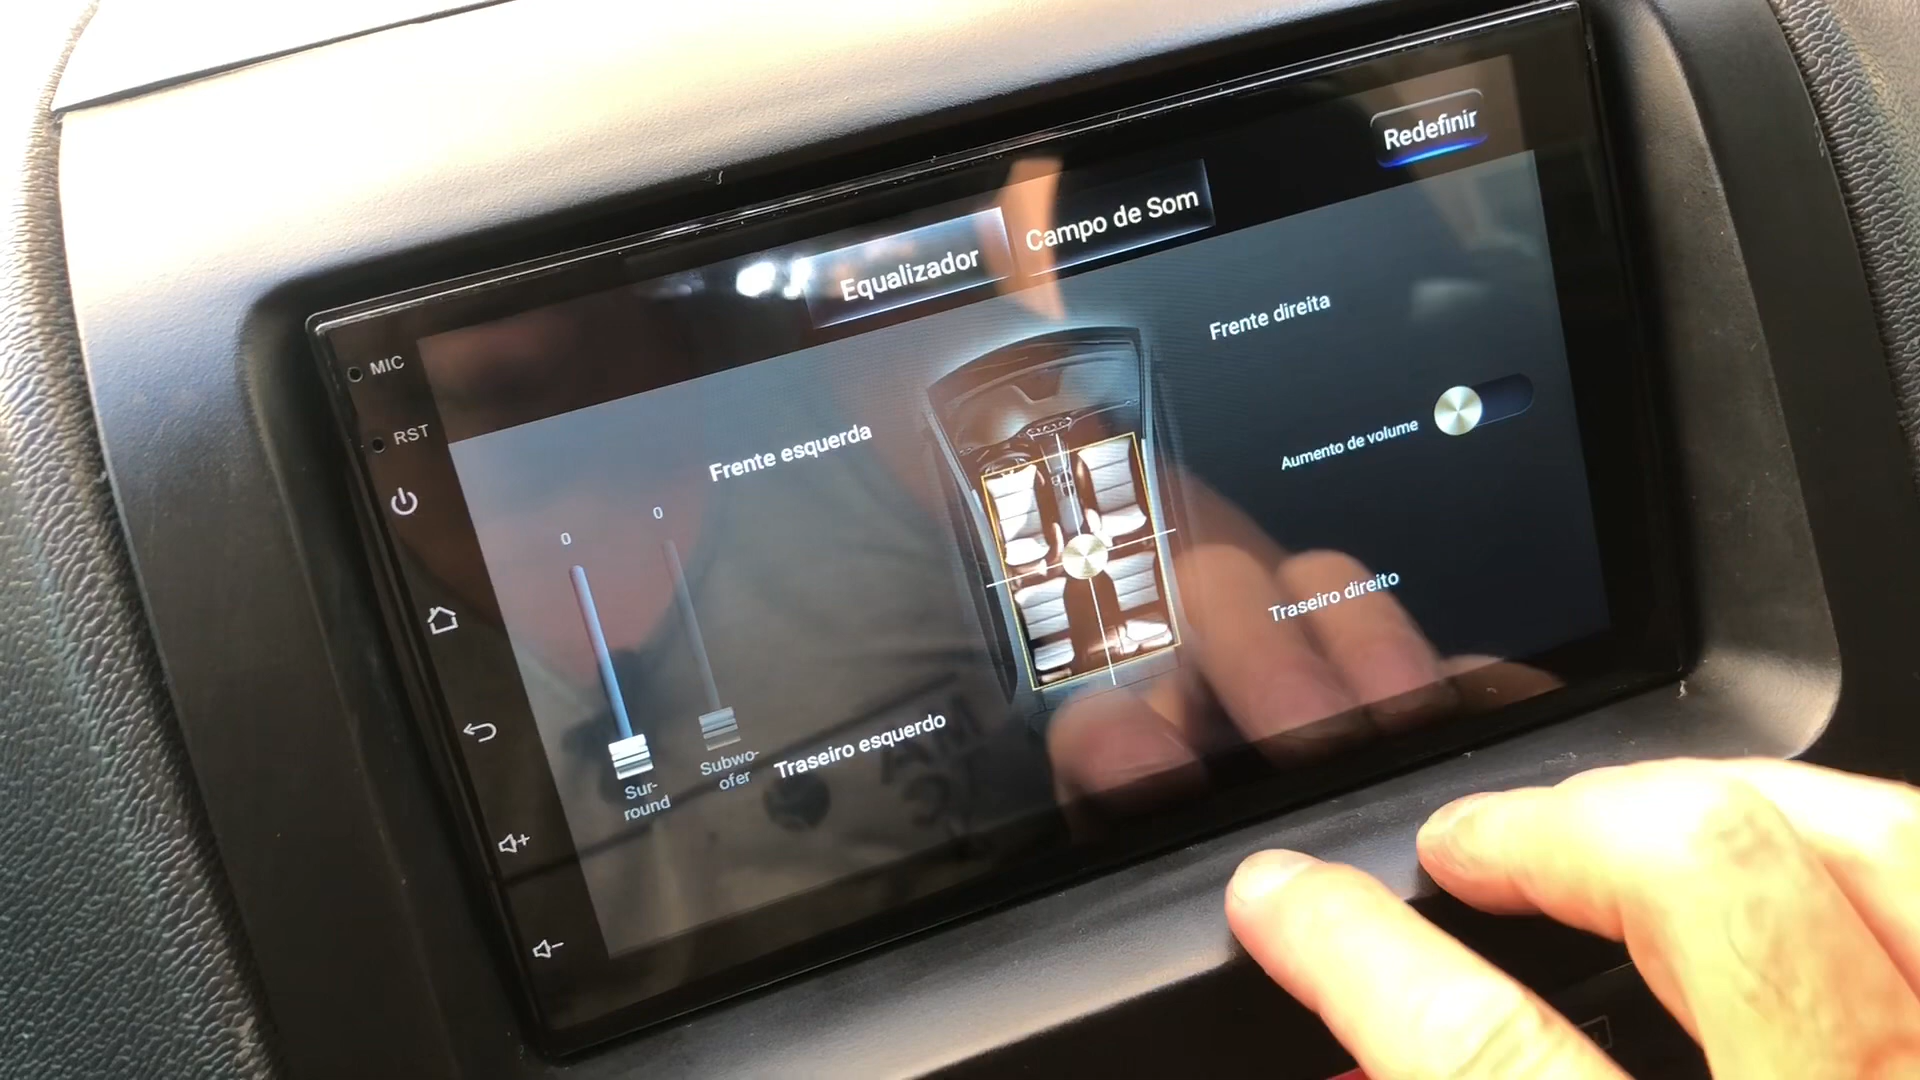 Redefinir
Equalizador
Campo de Som
MIC
RST
Frente esquerda
Frente direita
Aumento de volume
0
0
Traseiro esquerdo
Traseiro direito
Sur-
round
Subwo-
ofer